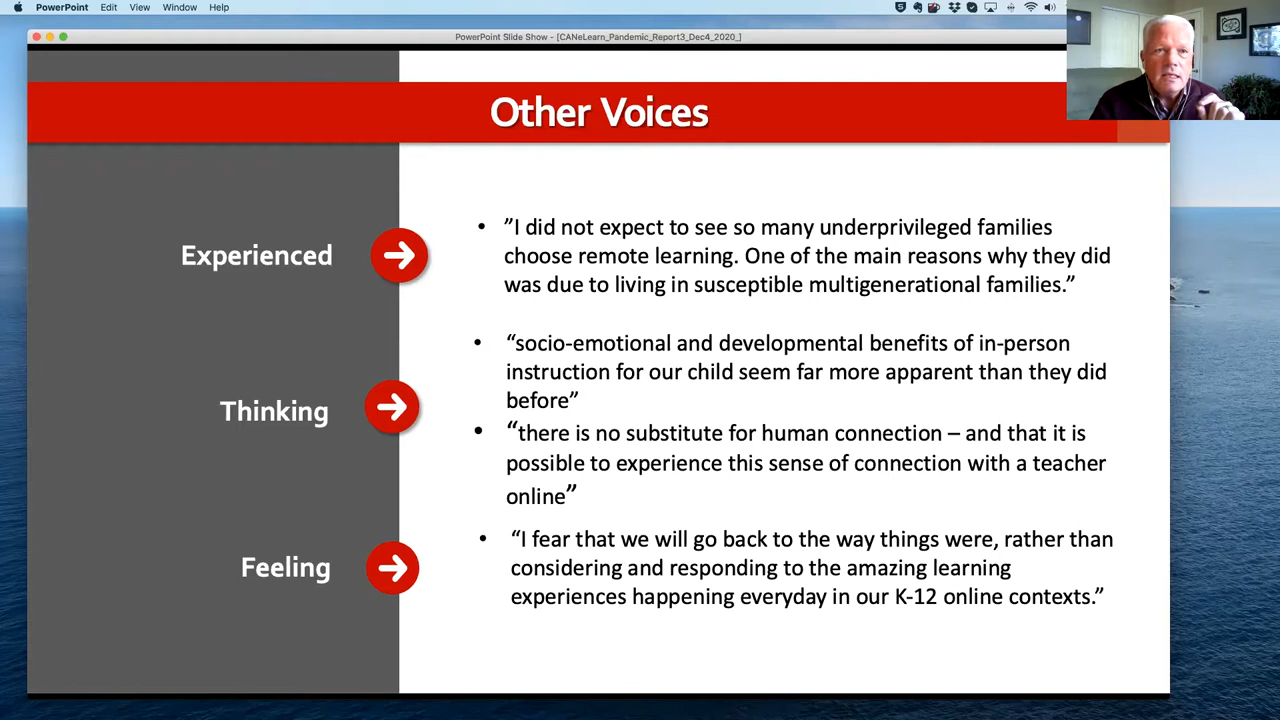 PowerPoint Edit View Window Help
PowerPoint Slide Show - [CANeLearn_Pandemic_Report3_Dec4_2020_]
Other Voices
Experienced
• ”I did not expect to see so many underprivileged families
choose remote learning. One of the main reasons why they did
was due to living in susceptible multigenerational families.”
Thinking
• “socio-emotional and developmental benefits of in-person
instruction for our child seem far more apparent than they did
before”
• “there is no substitute for human connection – and that it is
possible to experience this sense of connection with a teacher
online”
Feeling
• “I fear that we will go back to the way things were, rather than
considering and responding to the amazing learning
experiences happening everyday in our K-12 online contexts.”